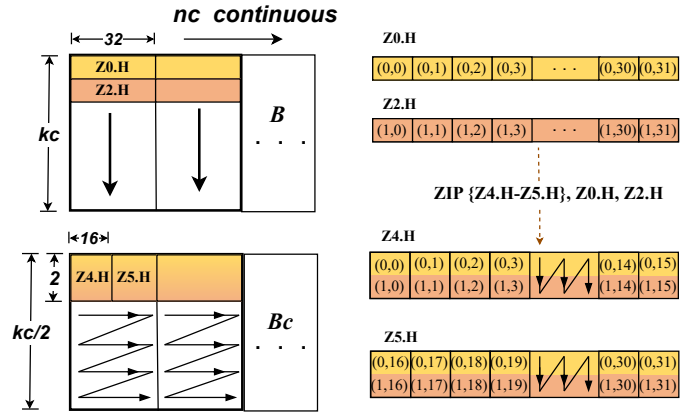 nc continuous
32
Z0.H
Z2.H
kc
B
. . .
16
2
Z4.H Z5.H
kc/2
Bc
. . .
Z0.H
(0,0) (0,1) (0,2) (0,3) . . . (0,30) (0,31)
Z2.H
(1,0) (1,1) (1,2) (1,3) . . . (1,30) (1,31)
ZIP {Z4.H-Z5.H}, Z0.H, Z2.H
Z4.H
(0,0) (0,1) (0,2) (0,3) (0,14) (0,15)
(1,0) (1,1) (1,2) (1,3) (1,14) (1,15)
Z5.H
(0,16) (0,17) (0,18) (0,19) (0,30) (0,31)
(1,16) (1,17) (1,18) (1,19) (1,30) (1,31)